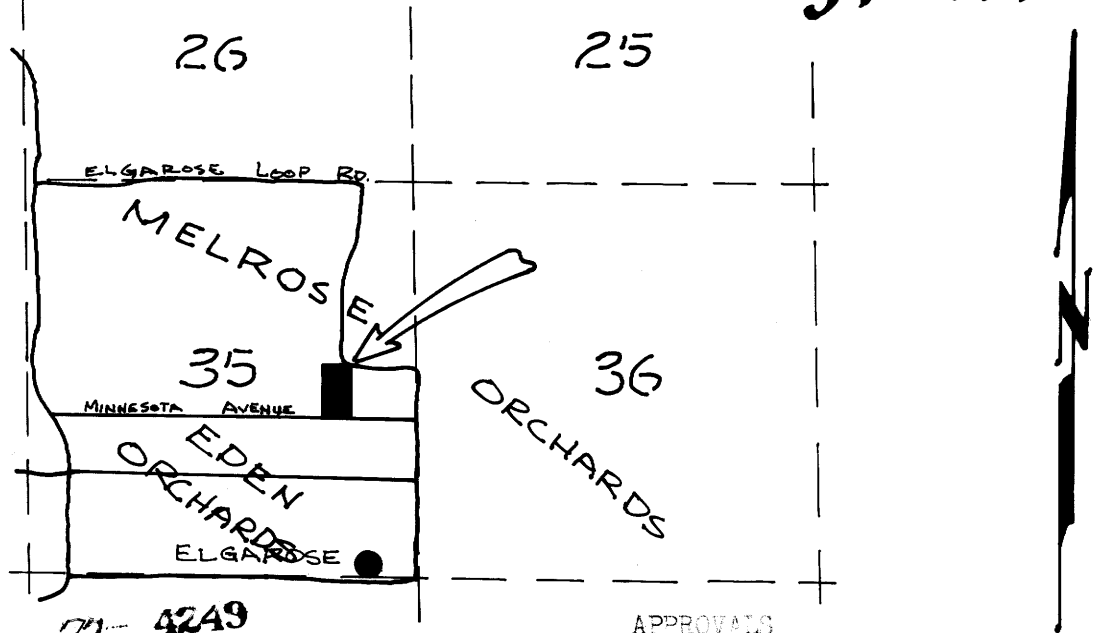 26
25
ELGAROSE LOOP RD.
MELROSE
35
36
ORCHARDS
MINNESOTA AVENUE
EDEN
ORCHARDS
ELGAROSE
4249
APPROVALS
N